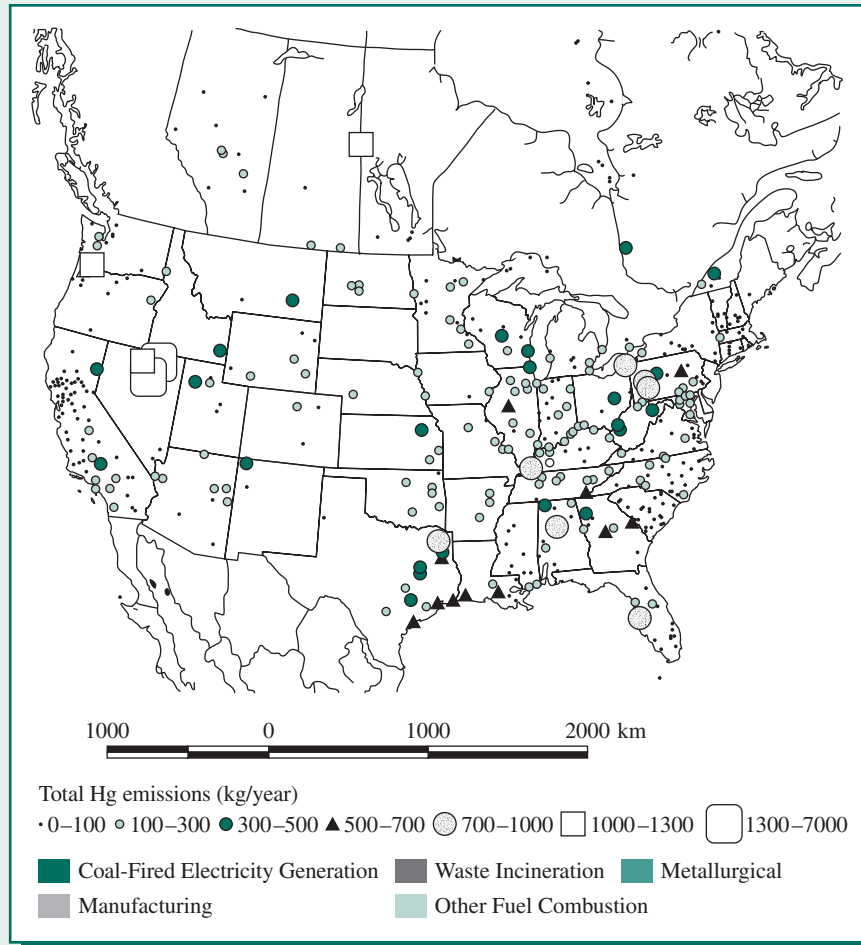 1000 0 1000 2000 km
Total Hg emissions (kg/year)
0–100 100–300 300–500 500–700 700–1000 1000–1300 1300–7000
Coal-Fired Electricity Generation Waste Incineration Metallurgical
Manufacturing Other Fuel Combustion